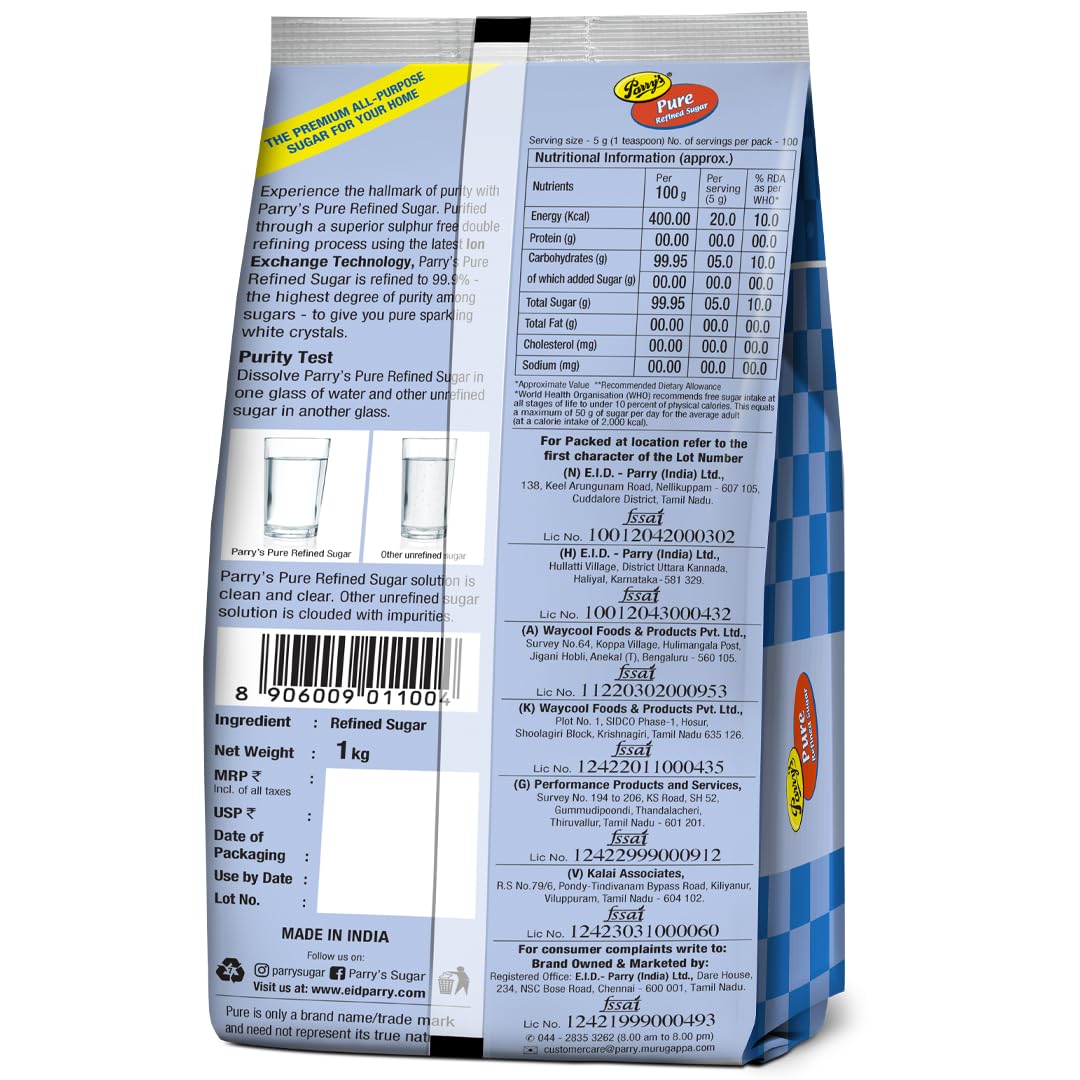 THE PREMIUM ALL-PURPOSE
SUGAR FOR YOUR HOME
Experience the hallmark of purity with
Parry's Pure Refined Sugar. Purified
through a superior sulphur free double
refining process using the latest Ion
Exchange Technology, Parry's Pure
Refined Sugar is refined to 99.9% -
the highest degree of purity among
sugars - to give you pure sparkling
white crystals.
Purity Test
Dissolve Parry's Pure Refined Sugar in
one glass of water and other unrefined
sugar in another glass.
Parry's Pure Refined Sugar
Other unrefined sugar
Parry's Pure Refined Sugar solution is
clean and clear. Other unrefined sugar
solution is clouded with impurities.
8 906009 011004
Ingredient : Refined Sugar
Net Weight : 1 kg
MRP ₹ :
Incl. of all taxes
USP ₹ :
Date of
Packaging :
Use by Date :
Lot No. :
MADE IN INDIA
Follow us on:
parrysugar Parry's Sugar
Visit us at: www.eidparry.com
Pure is only a brand name/trade mark
and need not represent its true nat
Parry's®
Pure
Refined Sugar
Serving size - 5 g (1 teaspoon) No. of servings per pack - 100
Nutritional Information (approx.)
Nutrients Per 100 g Per serving (5 g) % RDA as per WHO*
Energy (Kcal) 400.00 20.0 10.0
Protein (g) 00.00 00.0 00.0
Carbohydrates (g) 99.95 05.0 10.0
of which added Sugar (g) 00.00 00.0 00.0
Total Sugar (g) 99.95 05.0 10.0
Total Fat (g) 00.00 00.0 00.0
Cholesterol (mg) 00.00 00.0 00.0
Sodium (mg) 00.00 00.0 00.0
*Approximate Value **Recommended Dietary Allowance
*World Health Organisation (WHO) recommends free sugar intake at
all stages of life to under 10 percent of physical calories. This equals
a maximum of 50 g of sugar per day for the average adult
(at a calorie intake of 2,000 kcal).
For Packed at location refer to the
first character of the Lot Number
(N) E.I.D. - Parry (India) Ltd.,
138, Keel Arungunam Road, Nellikuppam - 607 105,
Cuddalore District, Tamil Nadu.
fssai
Lic No. 10012042000302
(H) E.I.D. - Parry (India) Ltd.,
Hullatti Village, District Uttara Kannada,
Haliyal, Karnataka - 581 329.
fssai
Lic No. 10012043000432
(A) Waycool Foods & Products Pvt. Ltd.,
Survey No.64, Koppa Village, Hulimangala Post,
Jigani Hobli, Anekal (T), Bengaluru - 560 105.
fssai
Lic No. 11220302000953
(K) Waycool Foods & Products Pvt. Ltd.,
Plot No. 1, SIDCO Phase-1, Hosur,
Shoolagiri Block, Krishnagiri, Tamil Nadu 635 126.
fssai
Lic No. 12422011000435
(G) Performance Products and Services,
Survey No. 194 to 206, KS Road, SH 52,
Gummudipoondi, Thandalacheri,
Thiruvallur, Tamil Nadu - 601 201.
fssai
Lic No. 12422999000912
(V) Kalai Associates,
R.S No.79/6, Pondy-Tindivanam Bypass Road, Kiliyanur,
Viluppuram, Tamil Nadu - 604 102.
fssai
Lic No. 12423031000060
For consumer complaints write to:
Brand Owned & Marketed by:
Registered Office: E.I.D.- Parry (India) Ltd., Dare House,
234, NSC Bose Road, Chennai - 600 001, Tamil Nadu.
fssai
Lic No. 12421999000493
044 - 2835 3262 (8.00 am to 8.00 pm)
customercare@parry.murugappa.com
Parry's
Pure
Refined Sugar